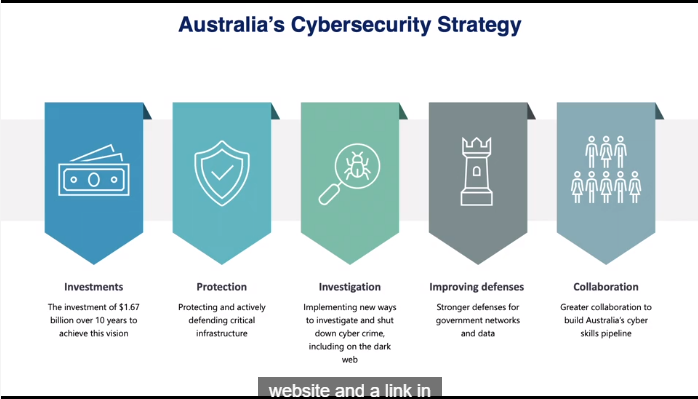 Australia's Cybersecurity Strategy
Investments
The investment of $1.67
billion over 10 years to
achieve this vision
Protection
Protecting and actively
defending critical
infrastructure
Investigation
Implementing new ways
to investigate and shut
down cyber crime,
including on the dark
web
Improving defenses
Stronger defenses for
government networks
and data
Collaboration
Greater collaboration to
build Australia's cyber
skills pipeline
website and a link in